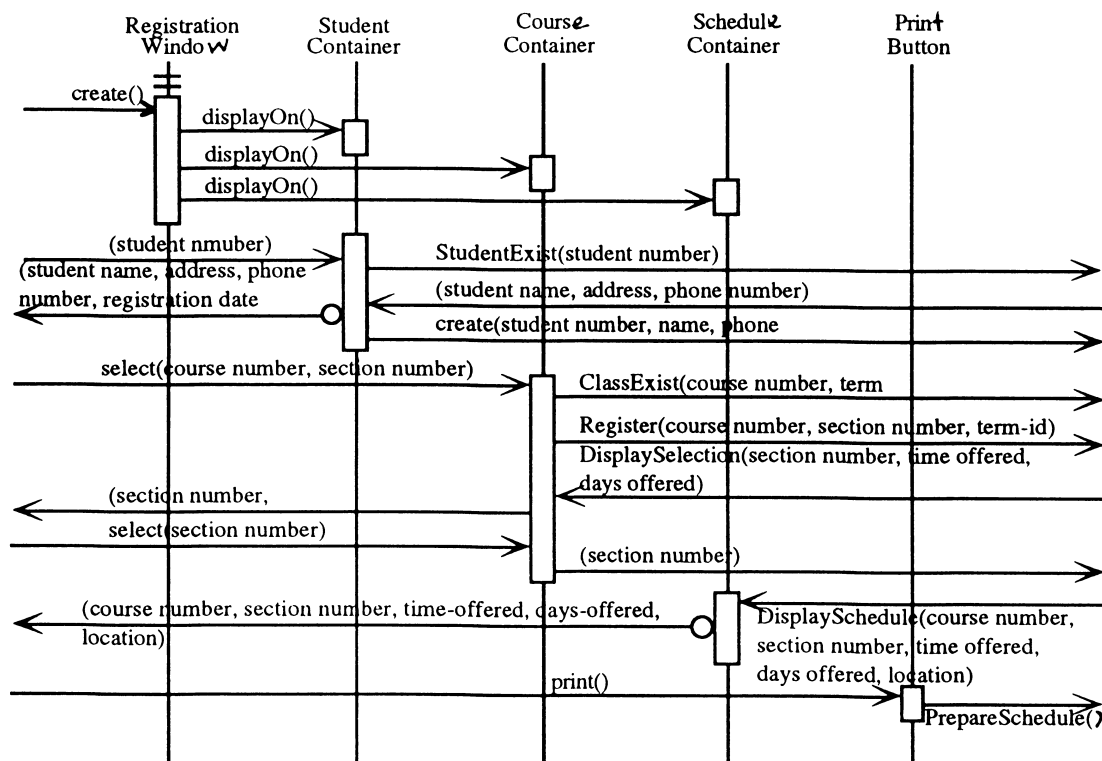 Registration
Window
Student
Container
Course
Container
Schedule
Container
Print
Button
create()
displayOn()
displayOn()
displayOn()
(student nmuber)
StudentExist(student number)
(student name, address, phone
number, registration date
(student name, address, phone number)
create(student number, name, phone
select(course number, section number)
ClassExist(course number, term
Register(course number, section number, term-id)
DisplaySelection(section number, time offered,
days offered)
(section number,
select(section number)
(section number)
(course number, section number, time-offered, days-offered,
location)
DisplaySchedule(course number,
section number, time offered,
days offered, location)
print()
PrepareSchedule()